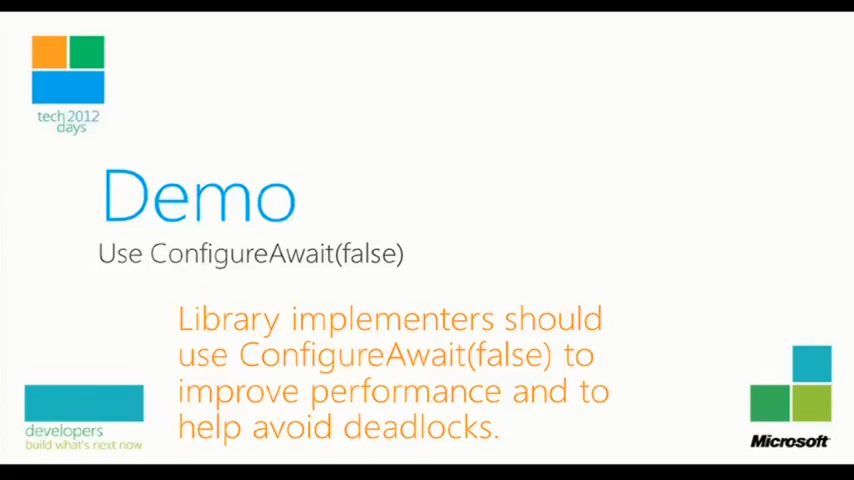 tech 2012
days
Demo
Use ConfigureAwait(false)
Library implementers should
use ConfigureAwait(false) to
improve performance and to
help avoid deadlocks.
developers
build what's next now
Microsoft